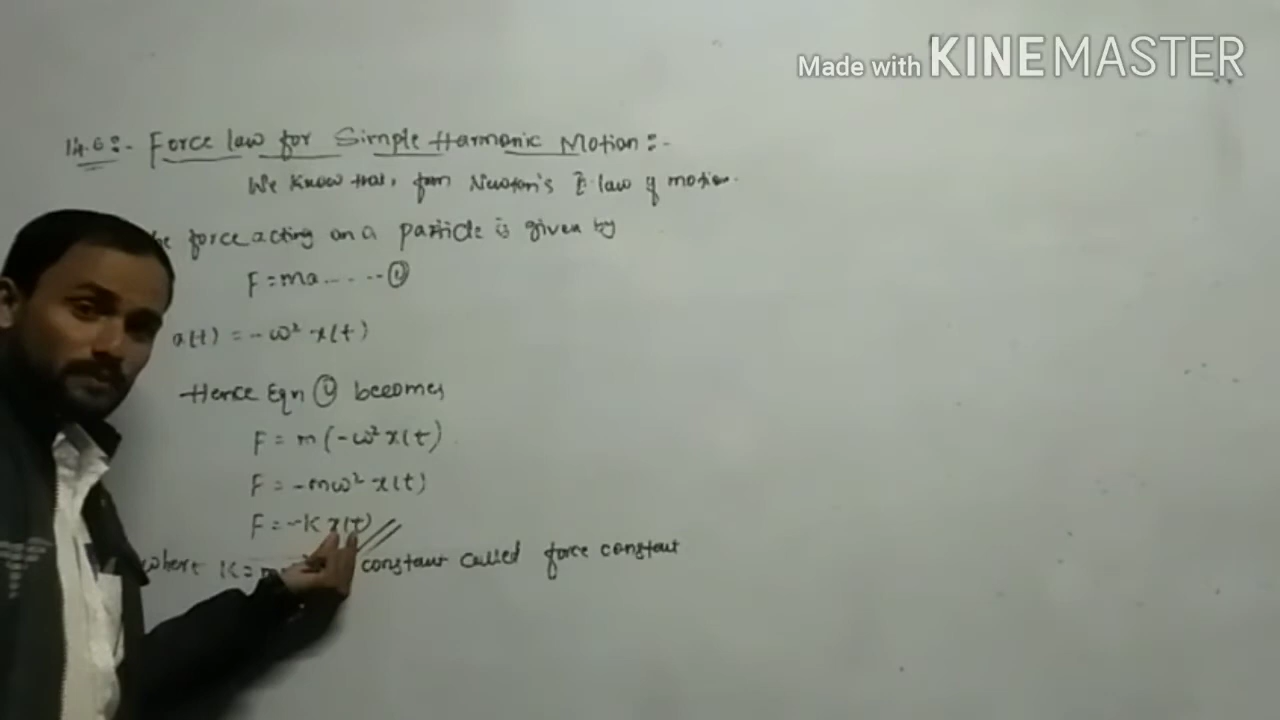 Made with KINEMASTER
14.6:- Force law for Simple Harmonic Motion:-
We Know that, from Newton's law of motion.
he force acting on a particle is given by
F = ma.....①
a(t) = -ω² x(t)
Hence Eqn ① becomes
F = m(-ω² x(t)
F = -mω² x(t)
F = -K x(t)
where K = m constant called force constant